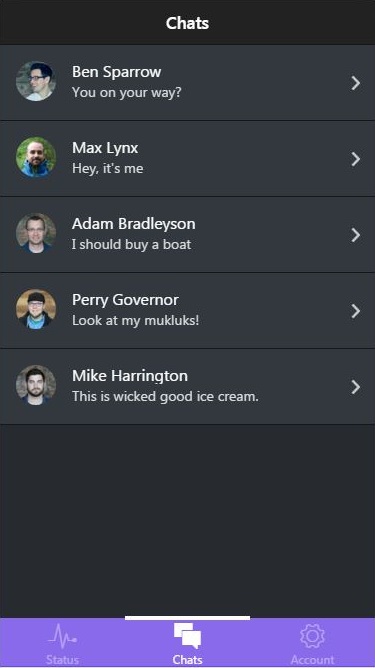 Chats
Ben Sparrow
You on your way?
Max Lynx
Hey, it's me
Adam Bradleyson
I should buy a boat
Perry Governor
Look at my mukluks!
Mike Harrington
This is wicked good ice cream.
Status Chats Account